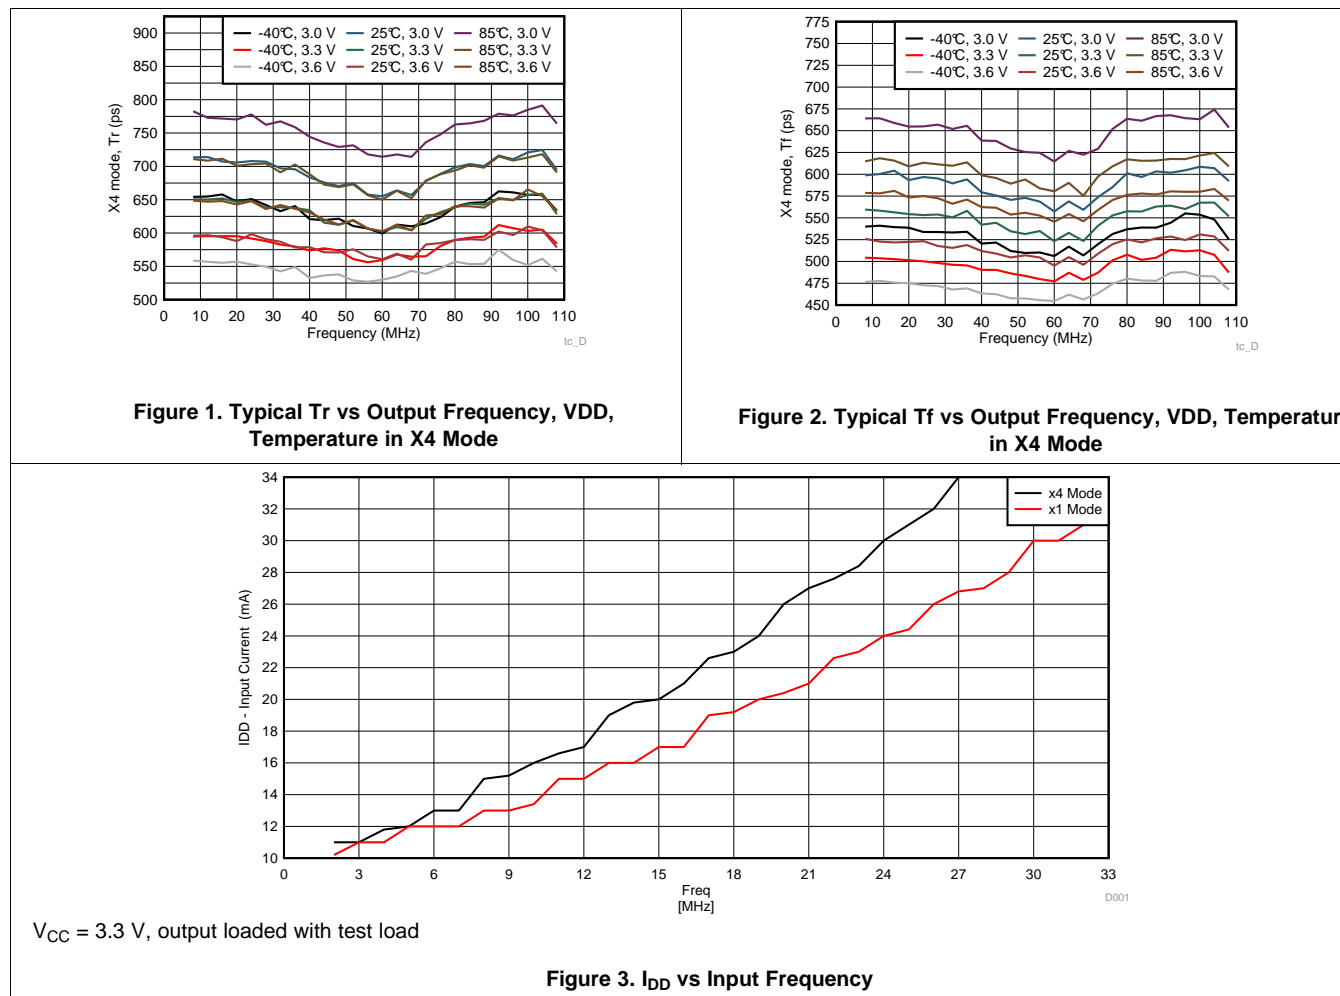 900
850
800
750
700
650
600
550
500
X4 mode, Tr (ps)
-40°C, 3.0 V 25°C, 3.0 V 85°C, 3.0 V
-40°C, 3.3 V 25°C, 3.3 V 85°C, 3.3 V
-40°C, 3.6 V 25°C, 3.6 V 85°C, 3.6 V
0 10 20 30 40 50 60 70 80 90 100 110
Frequency (MHz)
tc_D
Figure 1. Typical Tr vs Output Frequency, VDD,
Temperature in X4 Mode
775
750
725
700
675
650
625
600
575
550
525
500
475
450
X4 mode, Tf (ps)
-40°C, 3.0 V 25°C, 3.0 V 85°C, 3.0 V
-40°C, 3.3 V 25°C, 3.3 V 85°C, 3.3 V
-40°C, 3.6 V 25°C, 3.6 V 85°C, 3.6 V
0 10 20 30 40 50 60 70 80 90 100 110
Frequency (MHz)
tc_D
Figure 2. Typical Tf vs Output Frequency, VDD, Temperatur
in X4 Mode
34
32
30
28
26
24
22
20
18
16
14
12
10
IDD - Input Current (mA)
x4 Mode
x1 Mode
0 3 6 9 12 15 18 21 24 27 30 33
Freq
[MHz]
D001
VCC = 3.3 V, output loaded with test load
Figure 3. IDD vs Input Frequency